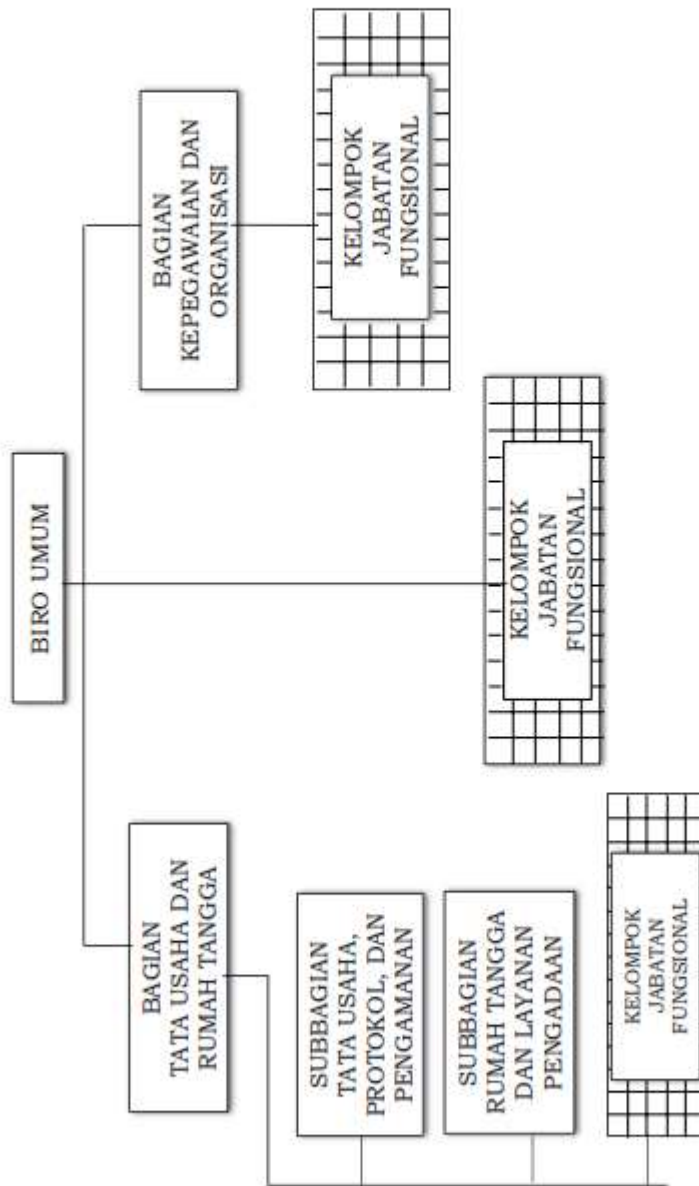 BIRO UMUM
BAGIAN
TATA USAHA DAN
RUMAH TANGGA
SUBBAGIAN
TATA USAHA,
PROTOKOL, DAN
PENGAMANAN
SUBBAGIAN
RUMAH TANGGA
DAN LAYANAN
PENGADAAN
KELOMPOK
JABATAN
FUNGSIONAL
KELOMPOK
JABATAN
FUNGSIONAL
BAGIAN
KEPEGAWAIAN DAN
ORGANISASI
KELOMPOK
JABATAN
FUNGSIONAL